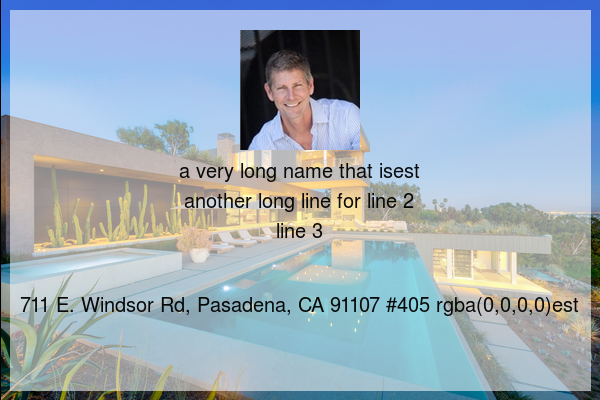 a very long name that isest
another long line for line 2
line 3
711 E. Windsor Rd, Pasadena, CA 91107 #405 rgba(0,0,0,0)est